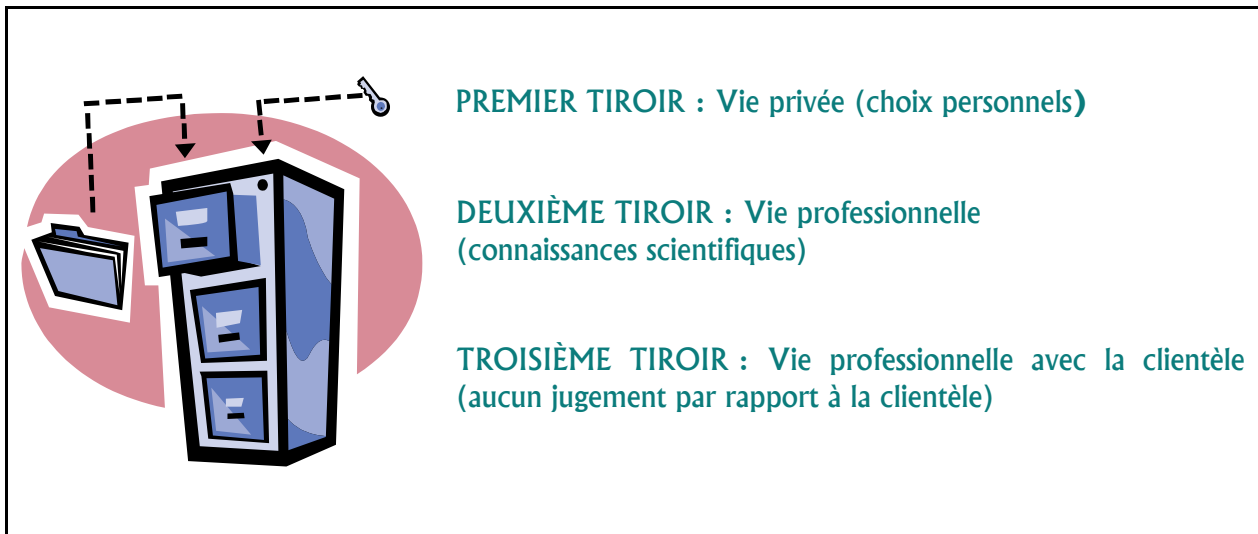 PREMIER TIROIR : Vie privée (choix personnels)
DEUXIÈME TIROIR : Vie professionnelle
(connaissances scientifiques)
TROISIÈME TIROIR : Vie professionnelle avec la clientèle
(aucun jugement par rapport à la clientèle)